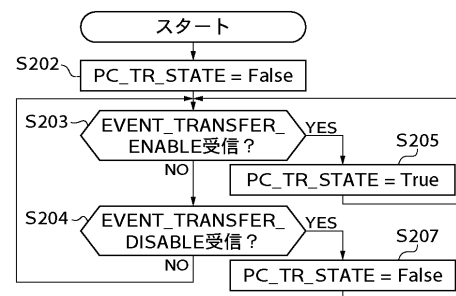 スタート
S202
PC_TR_STATE = False
S203
EVENT_TRANSFER_
ENABLE受信？
YES
NO
S205
PC_TR_STATE = True
S204
EVENT_TRANSFER_
DISABLE受信？
YES
NO
S207
PC_TR_STATE = False